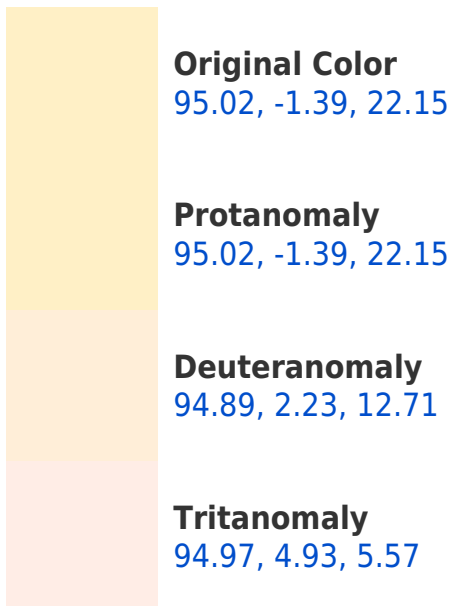 Original Color
95.02, -1.39, 22.15
Protanomaly
95.02, -1.39, 22.15
Deuteranomaly
94.89, 2.23, 12.71
Tritanomaly
94.97, 4.93, 5.57